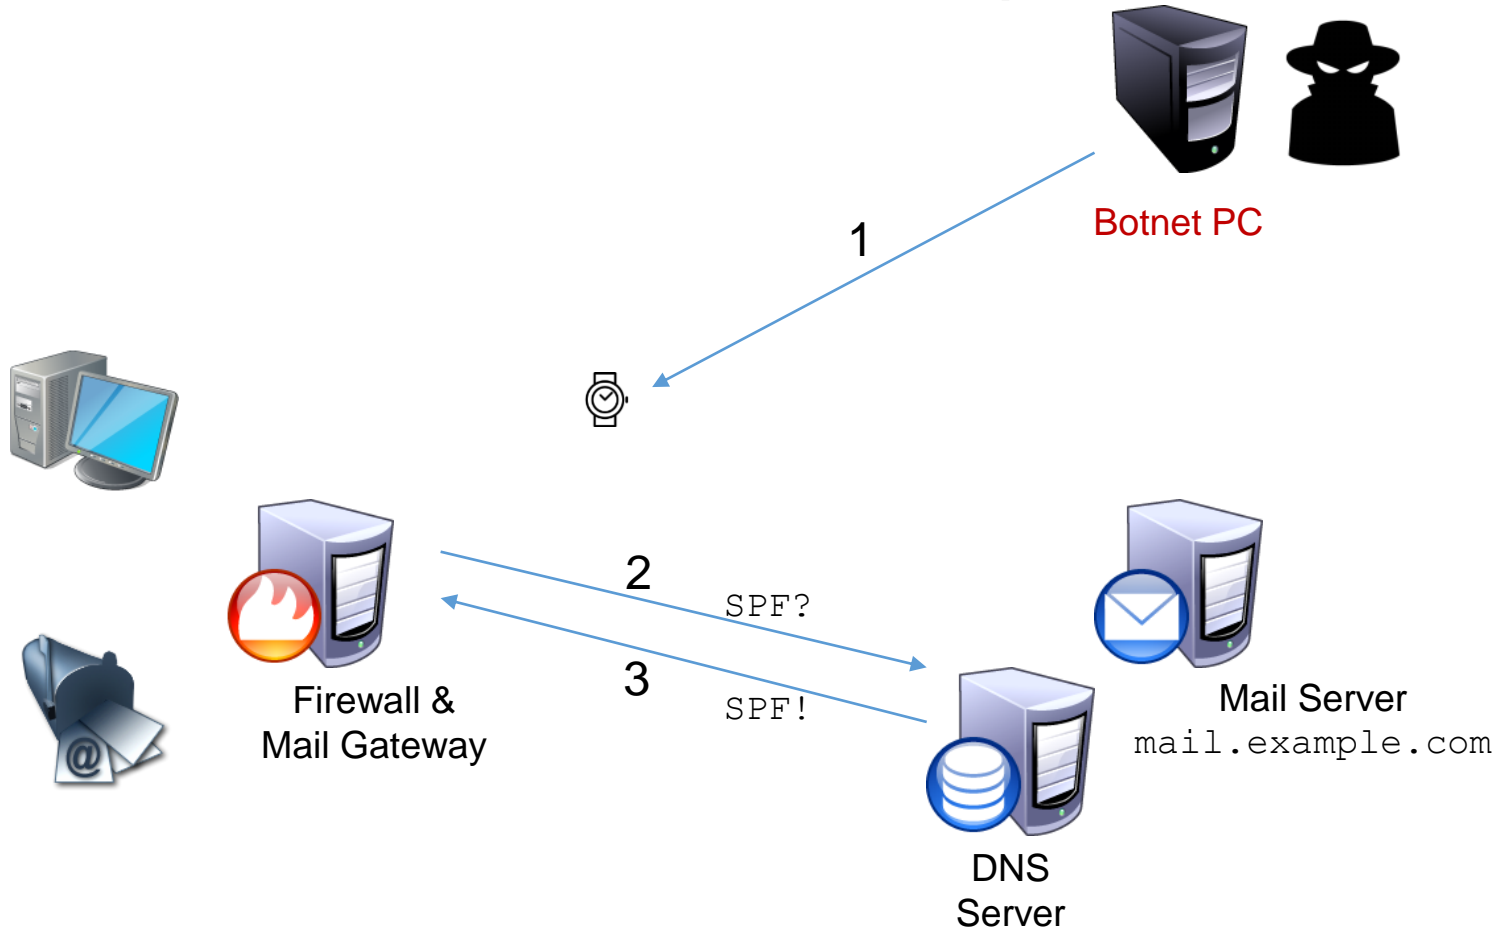 Botnet PC
1
2
SPF?
3
SPF!
Firewall &
Mail Gateway
Mail Server
mail.example.com
@
DNS
Server